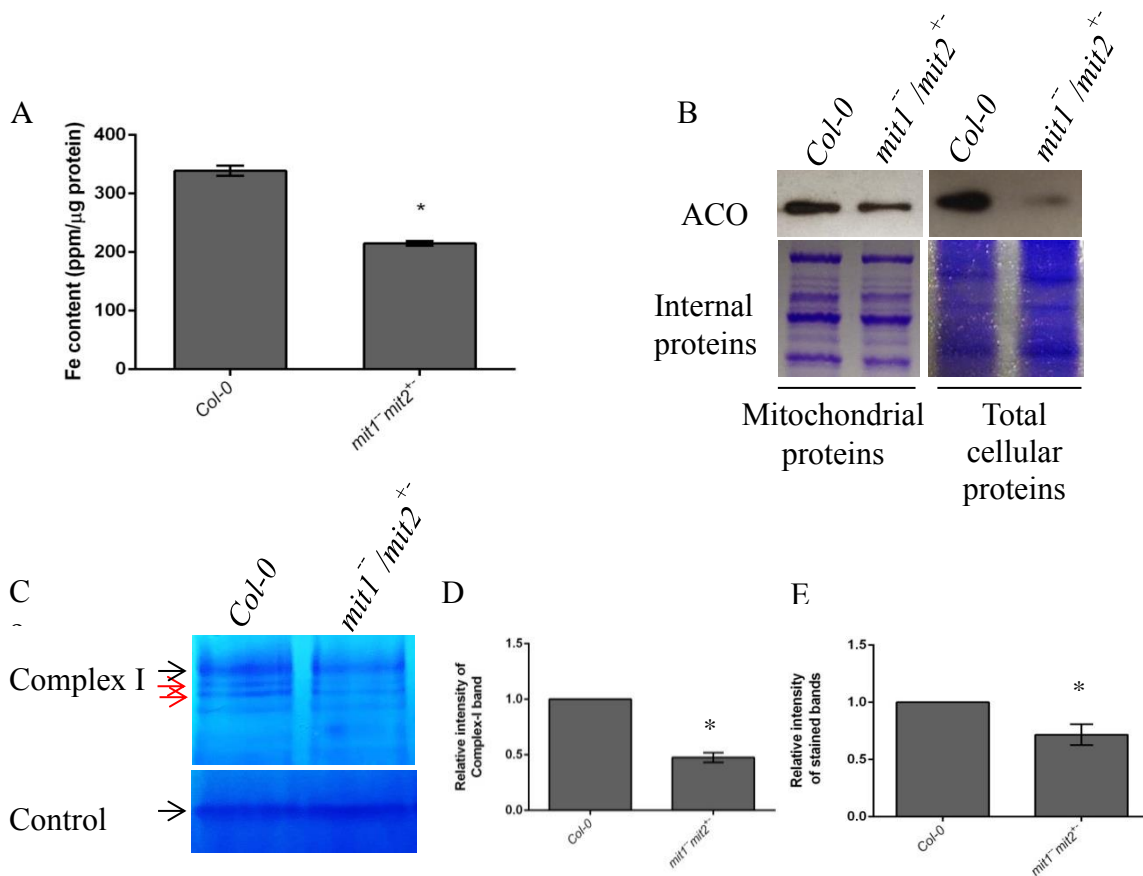 A
Fe content (ppm/μg protein)
400
300
200
100
0
*
Col-0
mit1⁻⁻mit2⁺⁻
B
Col-0
mit1⁻⁻/mit2⁺⁻
Col-0
mit1⁻⁻/mit2⁺⁻
ACO
Internal
proteins
Mitochondrial
proteins
Total
cellular
proteins
C
Col-0
mit1⁻⁻/mit2⁺⁻
Complex I
Control
D
Relative intensity of
Complex-I band
1.5
1.0
0.5
0.0
*
Col-0
mit1⁻⁻mit2⁺⁻
E
Relative intensity
of stained bands
1.5
1.0
0.5
0.0
*
Col-0
mit1⁻⁻mit2⁺⁻